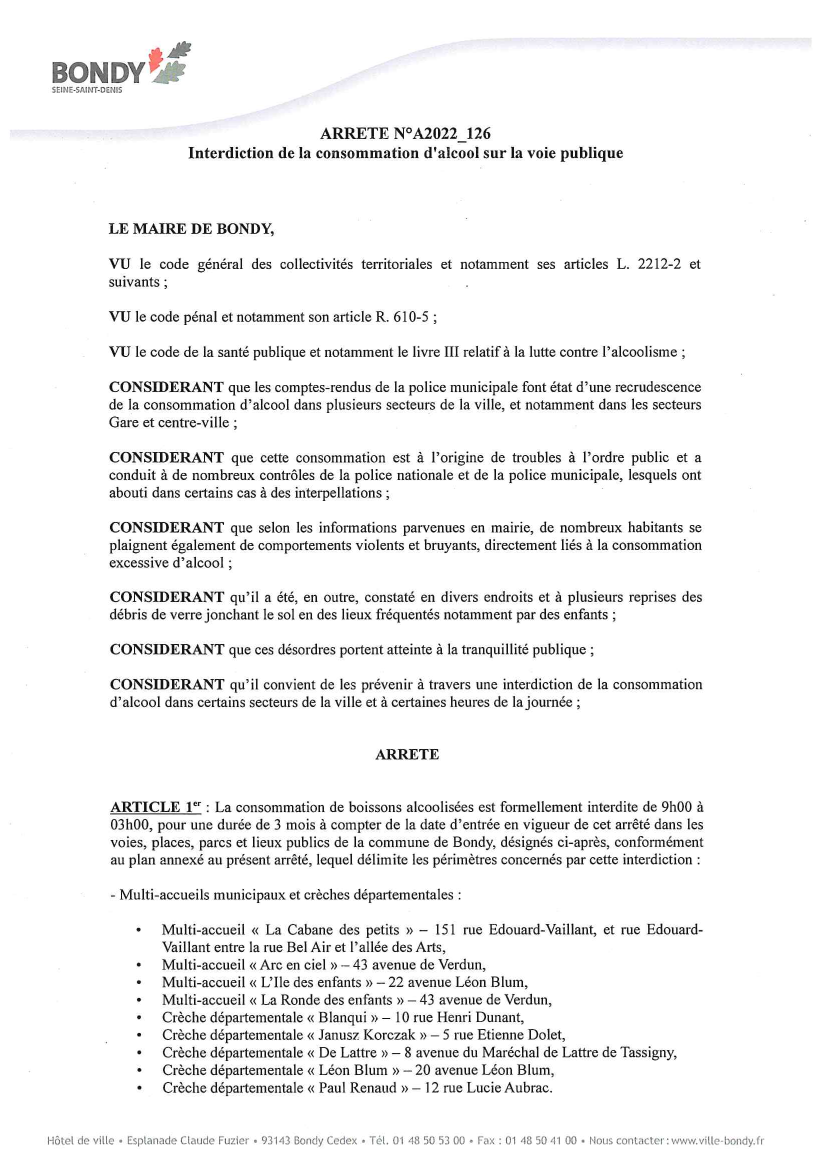 BONDY
SEINE-SAINT-DENIS
ARRETE N°A2022_126
Interdiction de la consommation d'alcool sur la voie publique
LE MAIRE DE BONDY,
VU le code général des collectivités territoriales et notamment ses articles L. 2212-2 et
suivants ;
VU le code pénal et notamment son article R. 610-5 ;
VU le code de la santé publique et notamment le livre III relatif à la lutte contre l'alcoolisme ;
CONSIDERANT que les comptes-rendus de la police municipale font état d'une recrudescence
de la consommation d'alcool dans plusieurs secteurs de la ville, et notamment dans les secteurs
Gare et centre-ville ;
CONSIDERANT que cette consommation est à l'origine de troubles à l'ordre public et a
conduit à de nombreux contrôles de la police nationale et de la police municipale, lesquels ont
abouti dans certains cas à des interpellations ;
CONSIDERANT que selon les informations parvenues en mairie, de nombreux habitants se
plaignent également de comportements violents et bruyants, directement liés à la consommation
excessive d'alcool ;
CONSIDERANT qu'il a été, en outre, constaté en divers endroits et à plusieurs reprises des
débris de verre jonchant le sol en des lieux fréquentés notamment par des enfants ;
CONSIDERANT que ces désordres portent atteinte à la tranquillité publique ;
CONSIDERANT qu'il convient de les prévenir à travers une interdiction de la consommation
d'alcool dans certains secteurs de la ville et à certaines heures de la journée ;
ARRETE
ARTICLE 1er : La consommation de boissons alcoolisées est formellement interdite de 9h00 à
03h00, pour une durée de 3 mois à compter de la date d'entrée en vigueur de cet arrêté dans les
voies, places, parcs et lieux publics de la commune de Bondy, désignés ci-après, conformément
au plan annexé au présent arrêté, lequel délimite les périmètres concernés par cette interdiction :
- Multi-accueils municipaux et crèches départementales :
• Multi-accueil « La Cabane des petits » – 151 rue Edouard-Vaillant, et rue Edouard-
Vaillant entre la rue Bel Air et l'allée des Arts,
• Multi-accueil « Arc en ciel » – 43 avenue de Verdun,
• Multi-accueil « L'Ile des enfants » – 22 avenue Léon Blum,
• Multi-accueil « La Ronde des enfants » – 43 avenue de Verdun,
• Crèche départementale « Blanqui » – 10 rue Henri Dunant,
• Crèche départementale « Janusz Korczak » – 5 rue Etienne Dolet,
• Crèche départementale « De Lattre » – 8 avenue du Maréchal de Lattre de Tassigny,
• Crèche départementale « Léon Blum » – 20 avenue Léon Blum,
• Crèche départementale « Paul Renaud » – 12 rue Lucie Aubrac.
Hôtel de ville • Esplanade Claude Fuzier • 93143 Bondy Cedex • Tél. 01 48 50 53 00 • Fax : 01 48 50 41 00 • Nous contacter : www.ville-bondy.fr